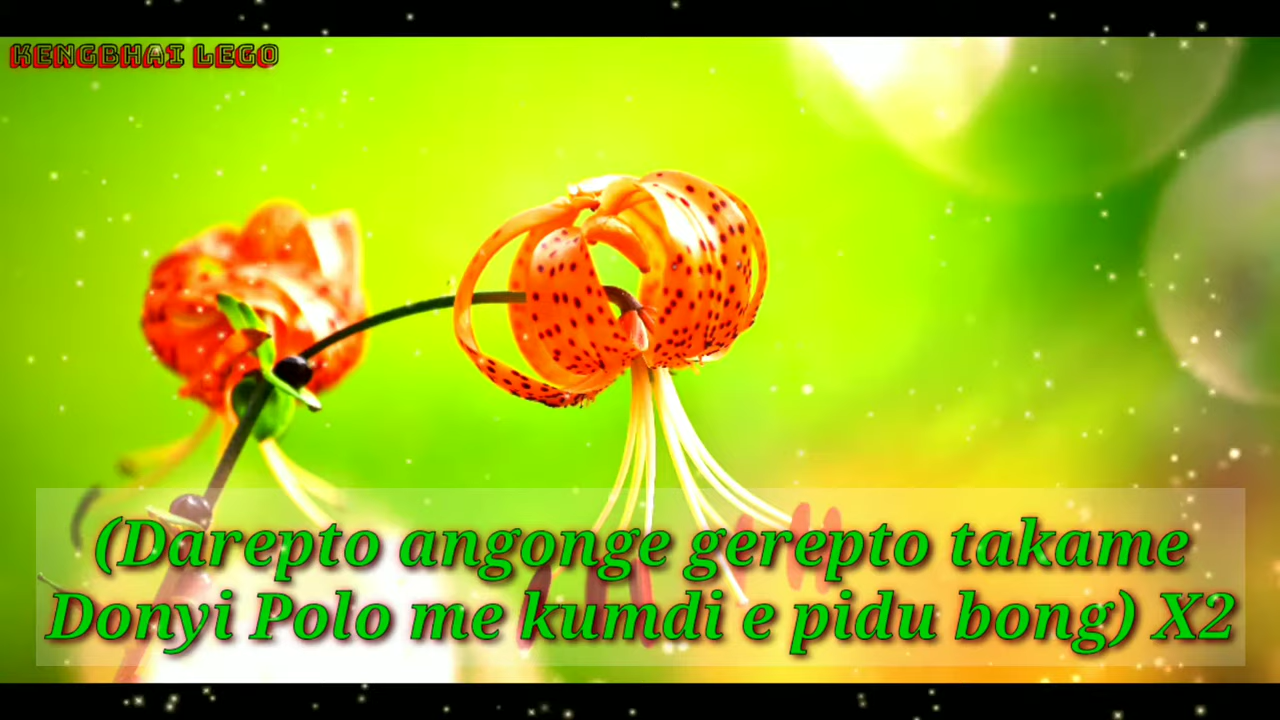 KENGBHAI LEGO
(Darepto angonge gerepto takame
Donyi Polo me kumdi e pidu bong) X2